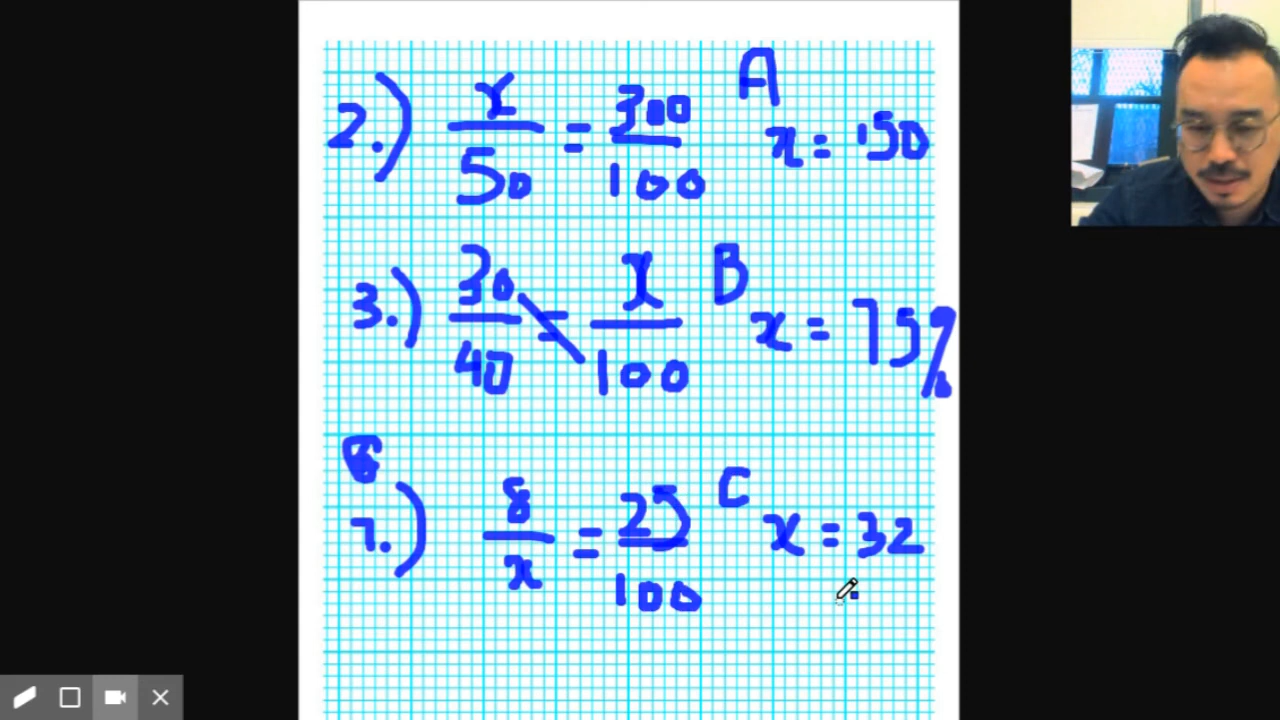 2.) x/50 = 300/100 A x = 150
3.) 30/40 = x/100 B x = 75%
7.) 8/x = 25/100 C x = 32